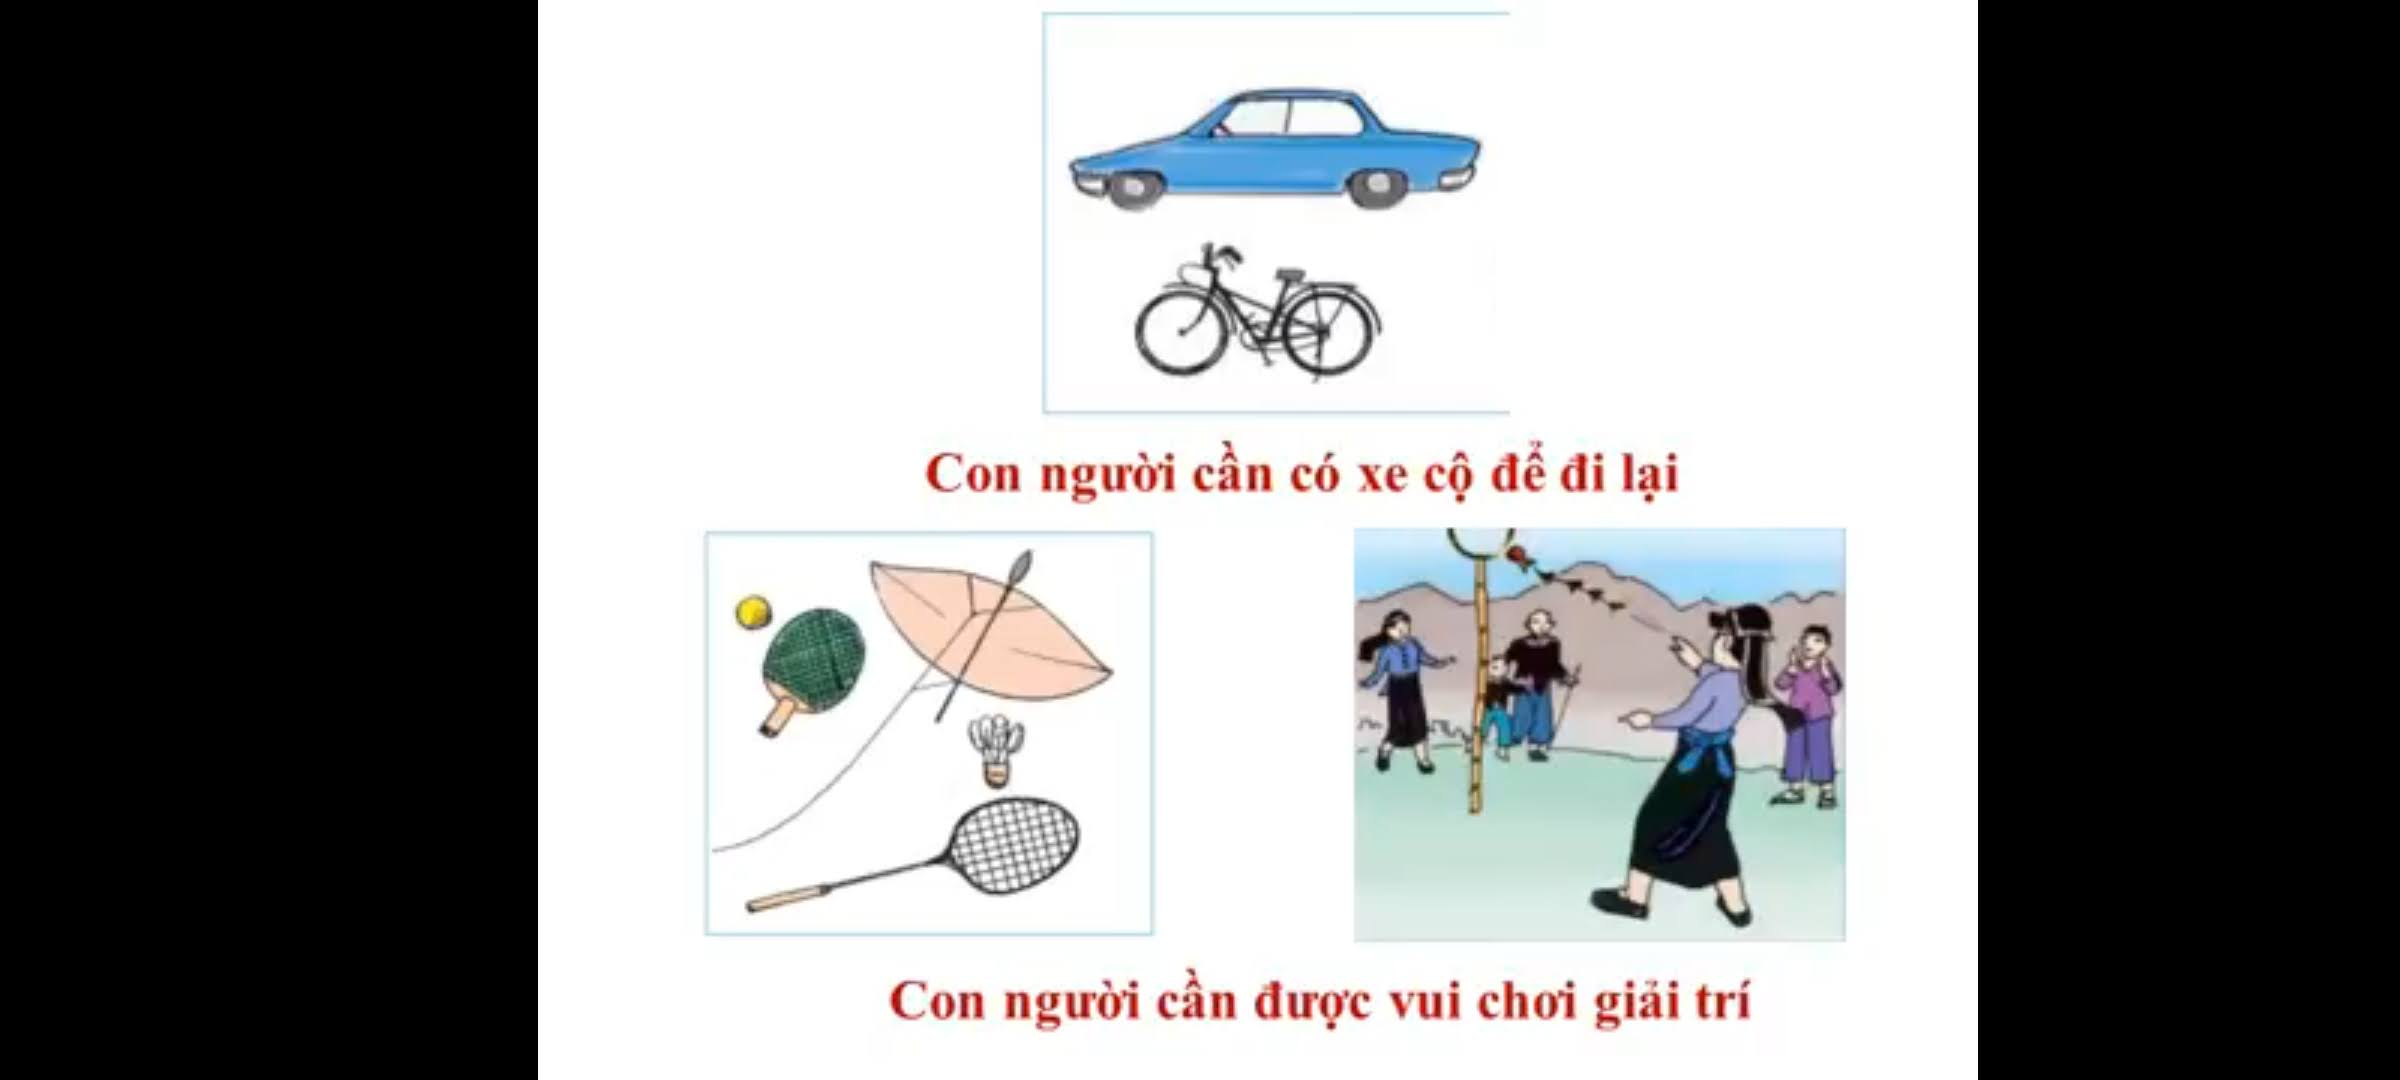 Con người cần có xe cộ để đi lại
Con người cần được vui chơi giải trí